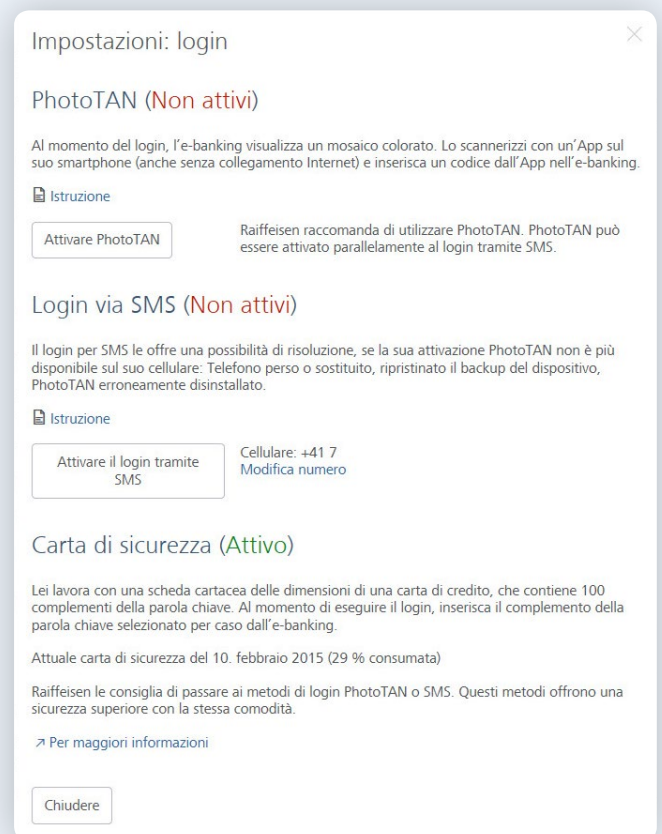 Impostazioni: login
PhotoTAN (Non attivi)
Al momento del login, l'e-banking visualizza un mosaico colorato. Lo scannerizzi con un'App sul
suo smartphone (anche senza collegamento Internet) e inserisca un codice dall'App nell'e-banking.
Istruzione
Attivare PhotoTAN
Raiffeisen raccomanda di utilizzare PhotoTAN. PhotoTAN può
essere attivato parallelamente al login tramite SMS.
Login via SMS (Non attivi)
Il login per SMS le offre una possibilità di risoluzione, se la sua attivazione PhotoTAN non è più
disponibile sul suo cellulare: Telefono perso o sostituito, ripristinato il backup del dispositivo,
PhotoTAN erroneamente disinstallato.
Istruzione
Attivare il login tramite
SMS
Cellulare: +41 7
Modifica numero
Carta di sicurezza (Attivo)
Lei lavora con una scheda cartacea delle dimensioni di una carta di credito, che contiene 100
complementi della parola chiave. Al momento di eseguire il login, inserisca il complemento della
parola chiave selezionato per caso dall'e-banking.
Attuale carta di sicurezza del 10. febbraio 2015 (29 % consumata)
Raiffeisen le consiglia di passare ai metodi di login PhotoTAN o SMS. Questi metodi offrono una
sicurezza superiore con la stessa comodità.
Per maggiori informazioni
Chiudere